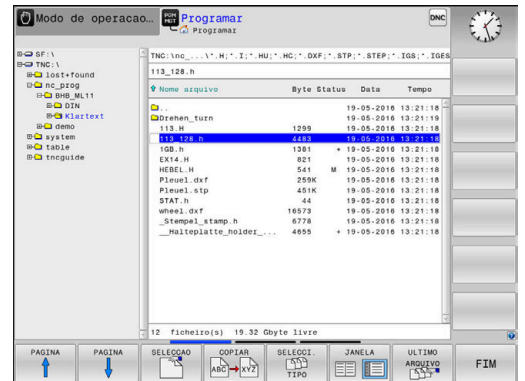 Modo de operacao...
PGM
MGT
Programar
Programar
DNC
SF:\
TNC:\
lost+found
nc_prog
BHB_ML11
DIN
Klartext
demo
system
table
tncguide
TNC:\nc_...\*.H;*.I;*.HU;*.HC;*.DXF;*.STP;*.STEP;*.IGS;*.IGES
113_128.h
Nome arquivo Byte Status Data Tempo
.. 19-05-2016 13:21:18
Drehen_turn 19-05-2016 13:21:19
113.H 1299 19-05-2016 13:21:18
113_128.h 4483 19-05-2016 13:21:18
1GB.h 1381 + 19-05-2016 13:21:18
EX14.H 821 19-05-2016 13:21:18
HEBEL.H 541 M 19-05-2016 13:21:18
Pleuel.dxf 259K 19-05-2016 13:21:18
Pleuel.stp 451K 19-05-2016 13:21:18
STAT.h 44 19-05-2016 13:21:18
wheel.dxf 16573 19-05-2016 13:21:18
_Stempel_stamp.h 6778 19-05-2016 13:21:18
__Halteplatte_holder_... 4655 + 19-05-2016 13:21:18
12 ficheiro(s) 19.32 Gbyte livre
PAGINA
PAGINA
SELECCAO
COPIAR
ABC XYZ
SELECCI.
TIPO
JANELA
ULTIMO
ARQUIVO
FIM